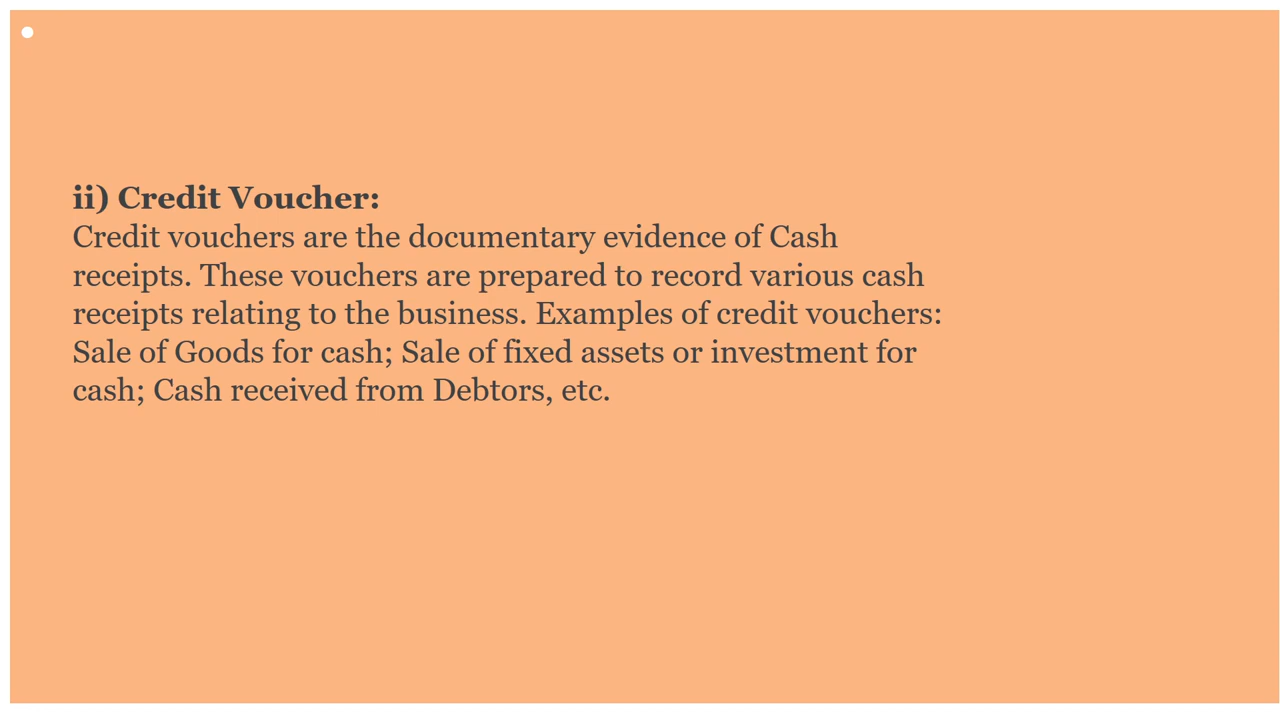 ii) Credit Voucher:
Credit vouchers are the documentary evidence of Cash
receipts. These vouchers are prepared to record various cash
receipts relating to the business. Examples of credit vouchers:
Sale of Goods for cash; Sale of fixed assets or investment for
cash; Cash received from Debtors, etc.